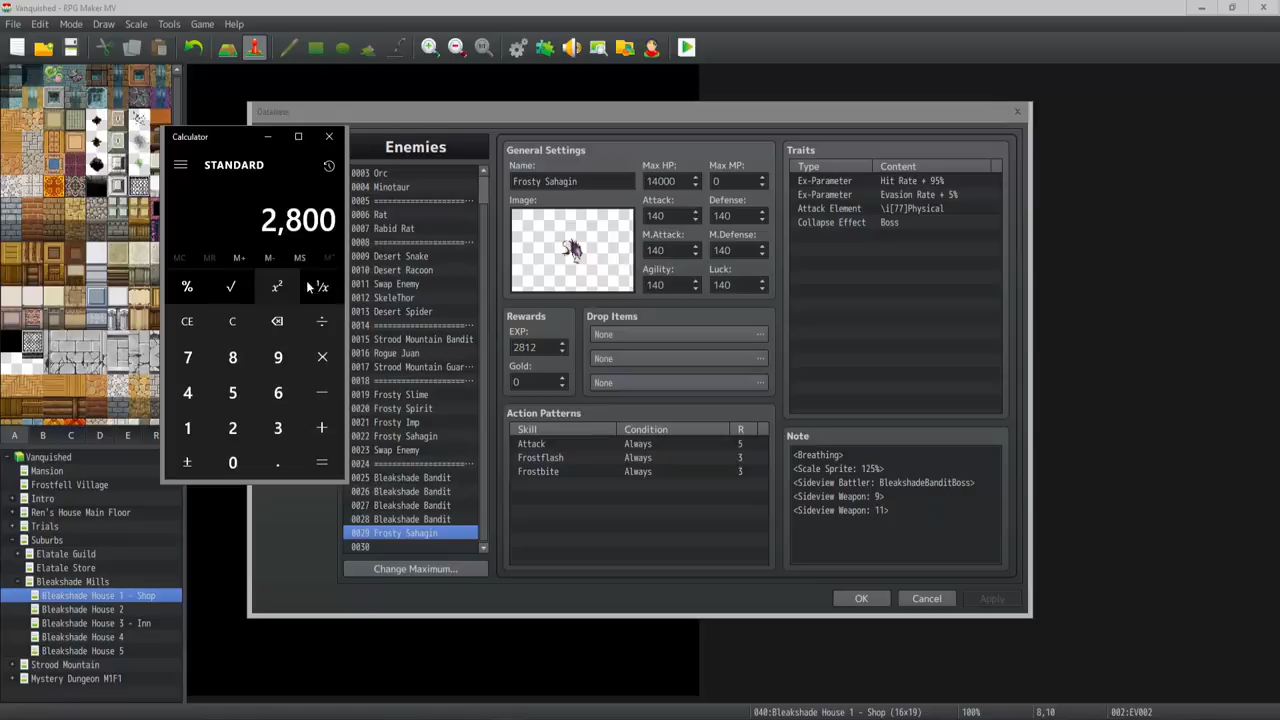 Vanquished - RPG Maker MV
File Edit Mode Draw Scale Tools Game Help
Database
Calculator
STANDARD
2,800
MC MR M+ M- MS M˅
% √ x² ¹/x
CE C ÷
7 8 9 ×
4 5 6 −
1 2 3 +
± 0 . =
Enemies
0003 Orc
0004 Minotaur
0005 =====================…
0006 Rat
0007 Rabid Rat
0008 =====================…
0009 Desert Snake
0010 Desert Racoon
0011 Swap Enemy
0012 SkeleThor
0013 Desert Spider
0014 =====================…
0015 Strood Mountain Bandit
0016 Rogue Juan
0017 Strood Mountain Guar…
0018 =====================…
0019 Frosty Slime
0020 Frosty Spirit
0021 Frosty Imp
0022 Frosty Sahagin
0023 Swap Enemy
0024 =====================…
0025 Bleakshade Bandit
0026 Bleakshade Bandit
0027 Bleakshade Bandit
0028 Bleakshade Bandit
0029 Frosty Sahagin
0030
Change Maximum...
General Settings
Name: Max HP: Max MP:
Frosty Sahagin 14000 0
Image: Attack: Defense:
140 140
M.Attack: M.Defense:
140 140
Agility: Luck:
140 140
Rewards
EXP:
2812
Gold:
0
Drop Items
None ...
None ...
None ...
Action Patterns
Skill Condition R
Attack Always 5
Frostflash Always 3
Frostbite Always 3
Traits
Type Content
Ex-Parameter Hit Rate + 95%
Ex-Parameter Evasion Rate + 5%
Attack Element \i[77]Physical
Collapse Effect Boss
Note
<Breathing>
<Scale Sprite: 125%>
<Sideview Battler: BleakshadeBanditBoss>
<Sideview Weapon: 9>
<Sideview Weapon: 11>
OK Cancel Apply
A B C D E R
Vanquished
Mansion
Frostfell Village
Intro
Ren's House Main Floor
Trials
Suburbs
Elatale Guild
Elatale Store
Bleakshade Mills
Bleakshade House 1 - Shop
Bleakshade House 2
Bleakshade House 3 - Inn
Bleakshade House 4
Bleakshade House 5
Strood Mountain
Mystery Dungeon M1F1
040:Bleakshade House 1 - Shop (16x19) 100% 8,10 002:EV002